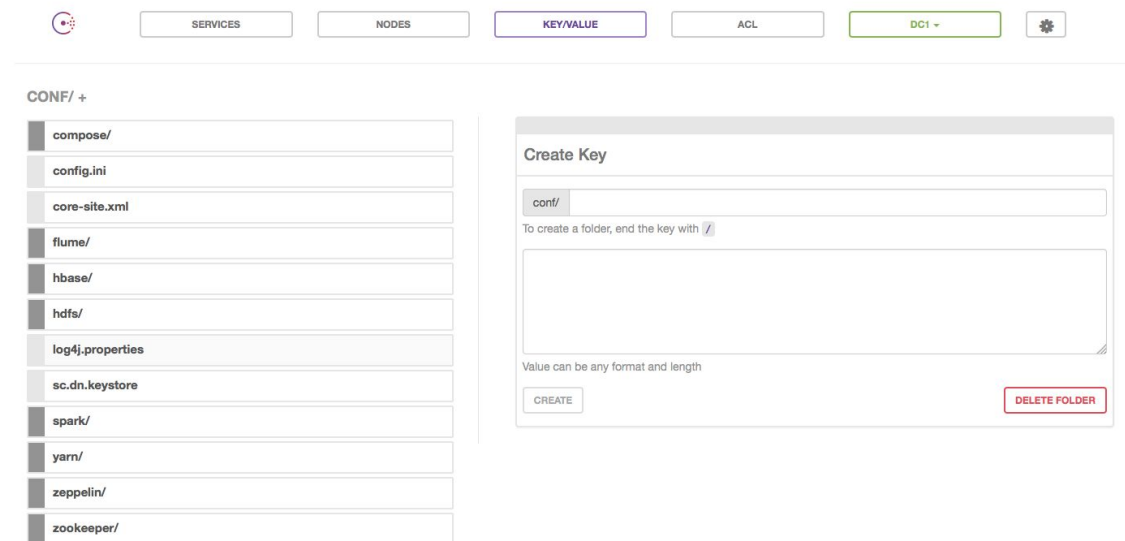 SERVICES NODES KEY/VALUE ACL DC1
CONF/ +
compose/
config.ini
core-site.xml
flume/
hbase/
hdfs/
log4j.properties
sc.dn.keystore
spark/
yarn/
zeppelin/
zookeeper/
Create Key
conf/
To create a folder, end the key with /
Value can be any format and length
CREATE DELETE FOLDER